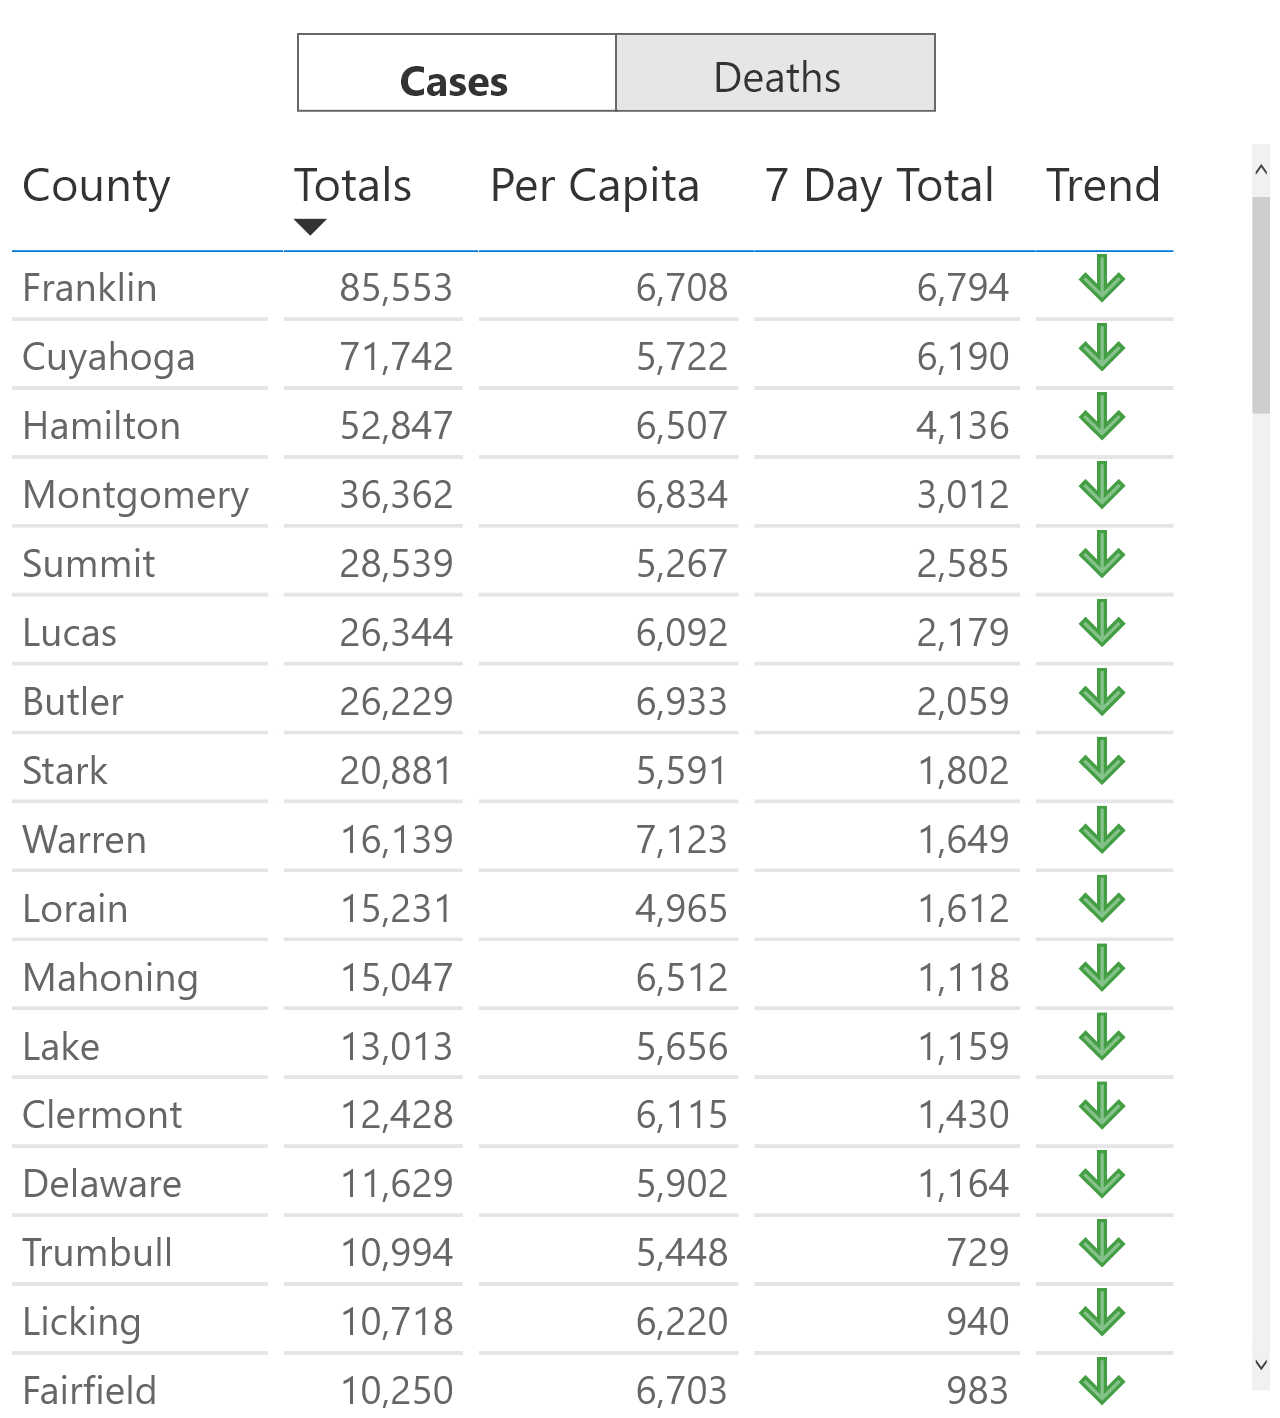 Cases Deaths
County Totals Per Capita 7 Day Total Trend
Franklin 85,553 6,708 6,794
Cuyahoga 71,742 5,722 6,190
Hamilton 52,847 6,507 4,136
Montgomery 36,362 6,834 3,012
Summit 28,539 5,267 2,585
Lucas 26,344 6,092 2,179
Butler 26,229 6,933 2,059
Stark 20,881 5,591 1,802
Warren 16,139 7,123 1,649
Lorain 15,231 4,965 1,612
Mahoning 15,047 6,512 1,118
Lake 13,013 5,656 1,159
Clermont 12,428 6,115 1,430
Delaware 11,629 5,902 1,164
Trumbull 10,994 5,448 729
Licking 10,718 6,220 940
Fairfield 10,250 6,703 983